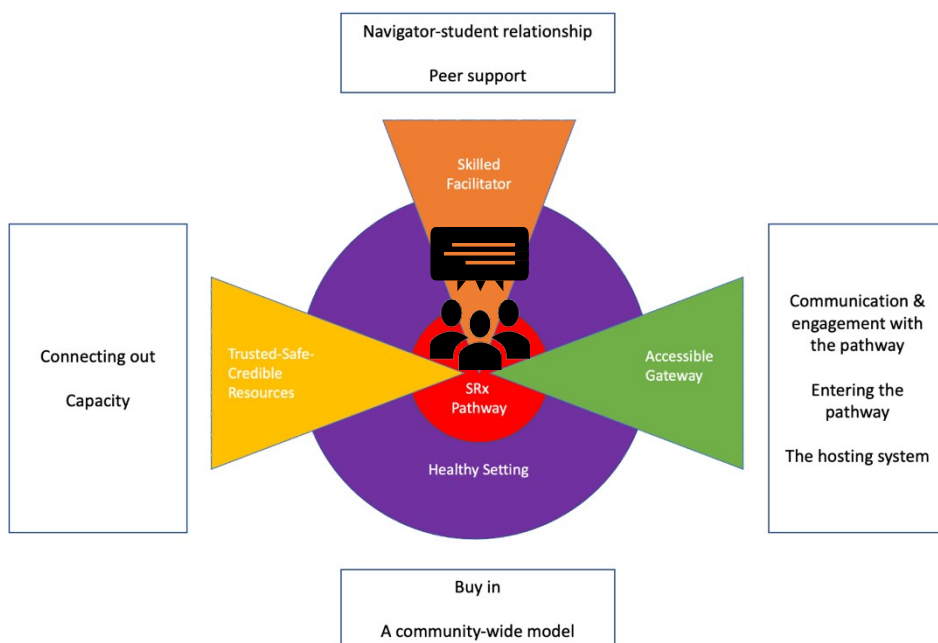 Navigator-student relationship
Peer support
Skilled
Facilitator
Connecting out
Capacity
Trusted-Safe-
Credible
Resources
SRx
Pathway
Accessible
Gateway
Communication &
engagement with
the pathway
Entering the
pathway
The hosting system
Healthy Setting
Buy in
A community-wide model